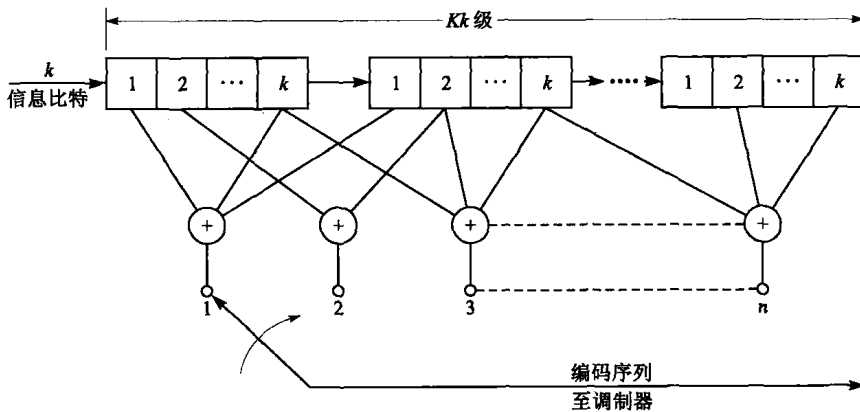 Kk级
k
信息比特
1 2 … k
1 2 … k
1 2 … k
+ + + +
1 2 3 n
编码序列
至调制器